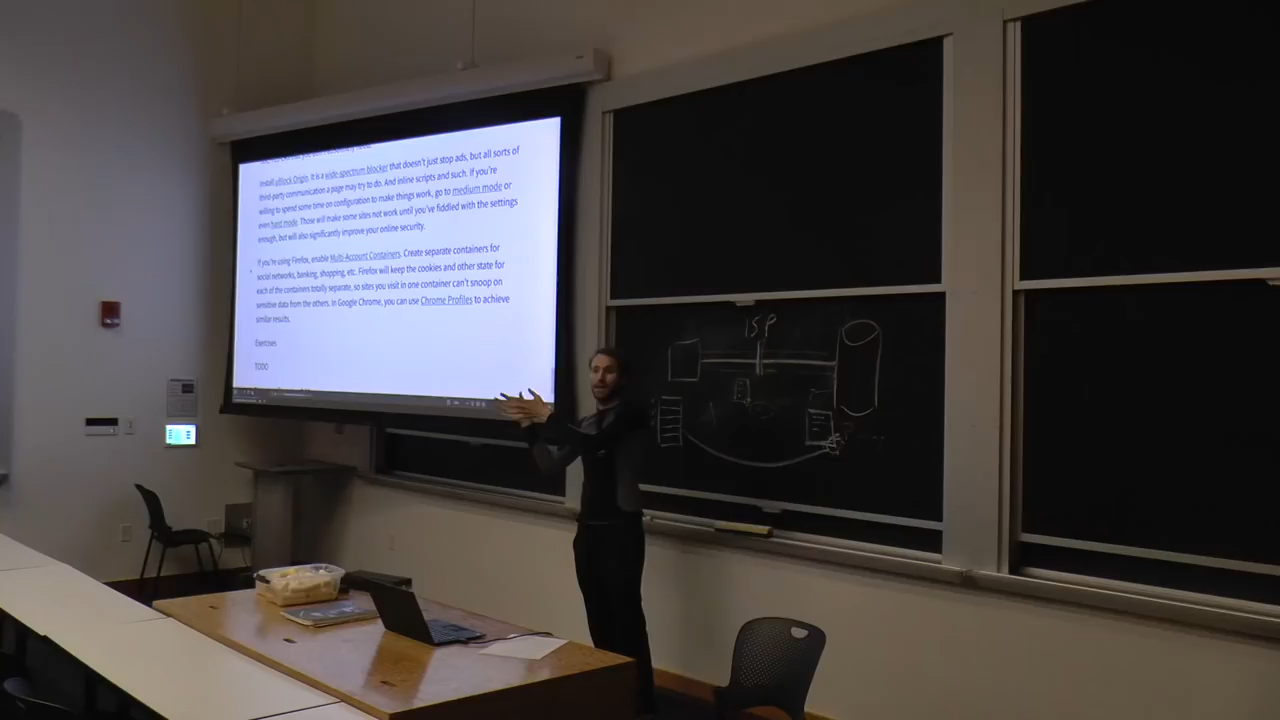 Install uBlock Origin. It is a wide-spectrum blocker that doesn't just stop ads, but all sorts of
third-party communication a page may try to do. And inline scripts and such. If you're
willing to spend some time on configuration to make things work, go to medium mode or
even hard mode. Those will make some sites not work until you've fiddled with the settings
enough, but will also significantly improve your online security.
If you're using Firefox, enable Multi-Account Containers. Create separate containers for
social networks, banking, shopping, etc. Firefox will keep the cookies and other state for
each of the containers totally separate, so sites you visit in one container can't snoop on
sensitive data from the others. In Google Chrome, you can use Chrome Profiles to achieve
similar results.
Exercises
TODO
ISP